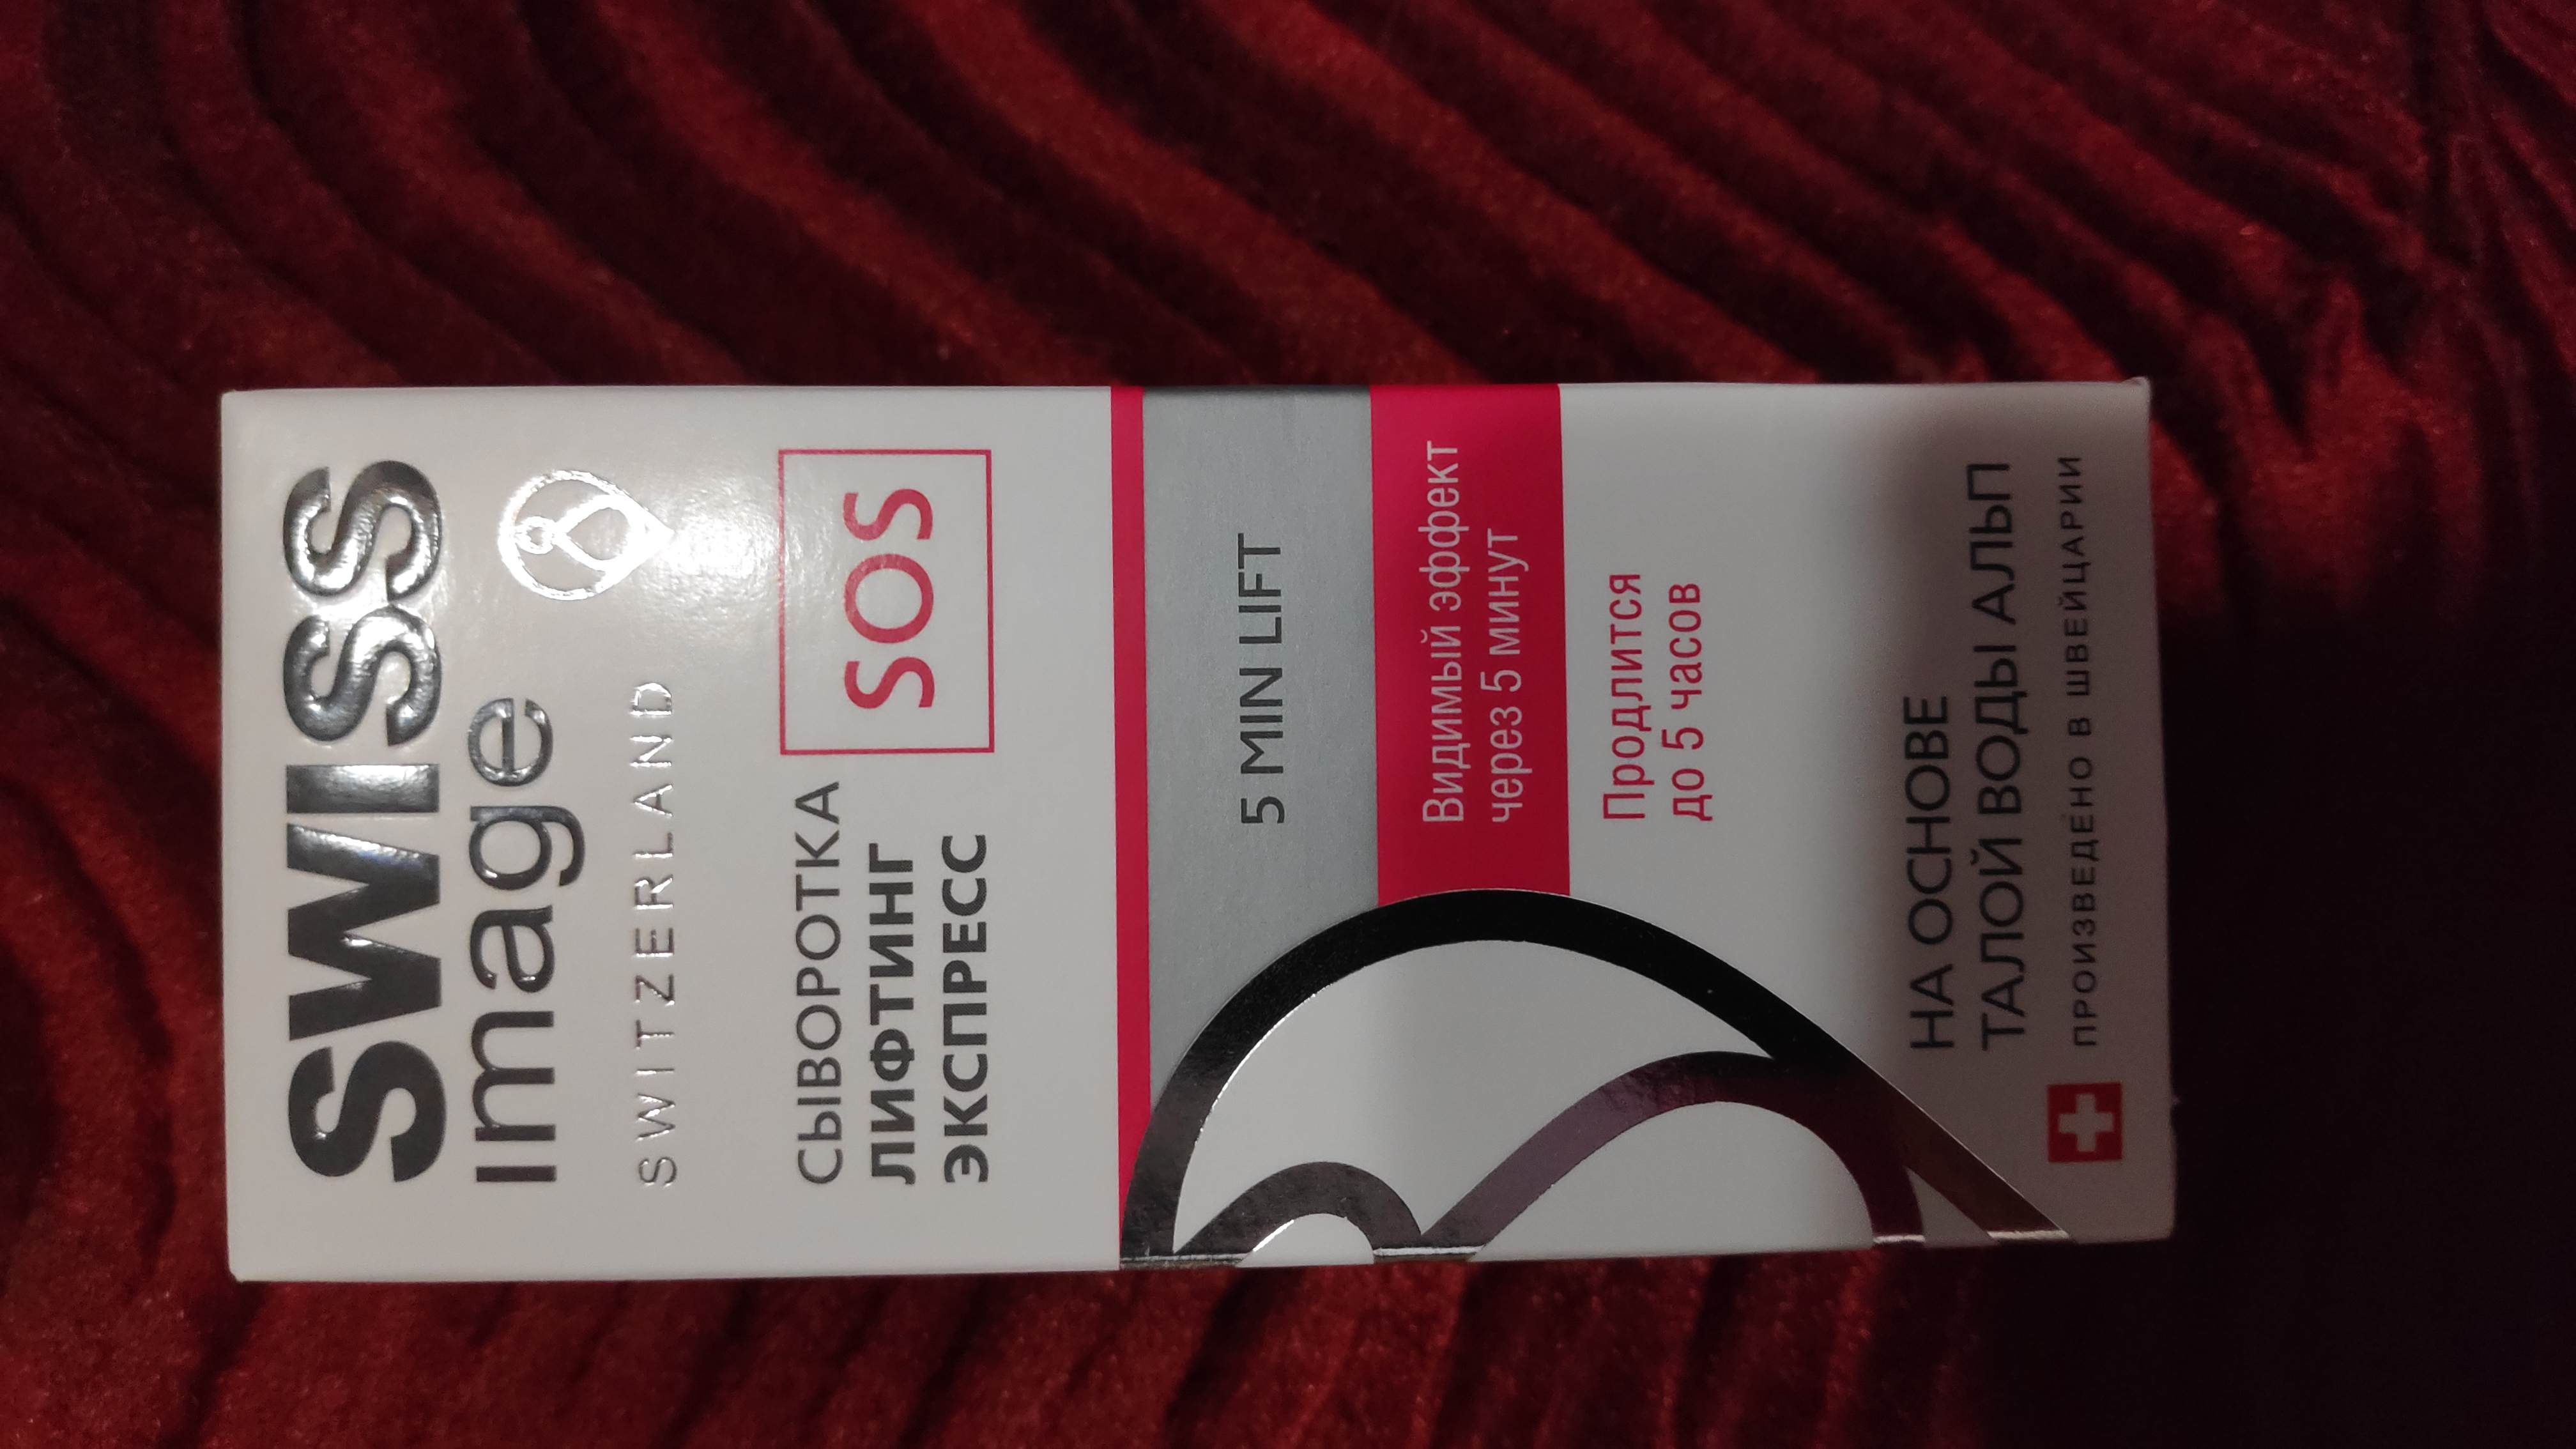 SWISS
image
SWITZERLAND
СЫВОРОТКА
ЛИФТИНГ
ЭКСПРЕСС
SOS
5 MIN LIFT
Видимый эффект
через 5 минут
Продлится
до 5 часов
НА ОСНОВЕ
ТАЛОЙ ВОДЫ АЛЬП
ПРОИЗВЕДЕНО В ШВЕЙЦАРИИ